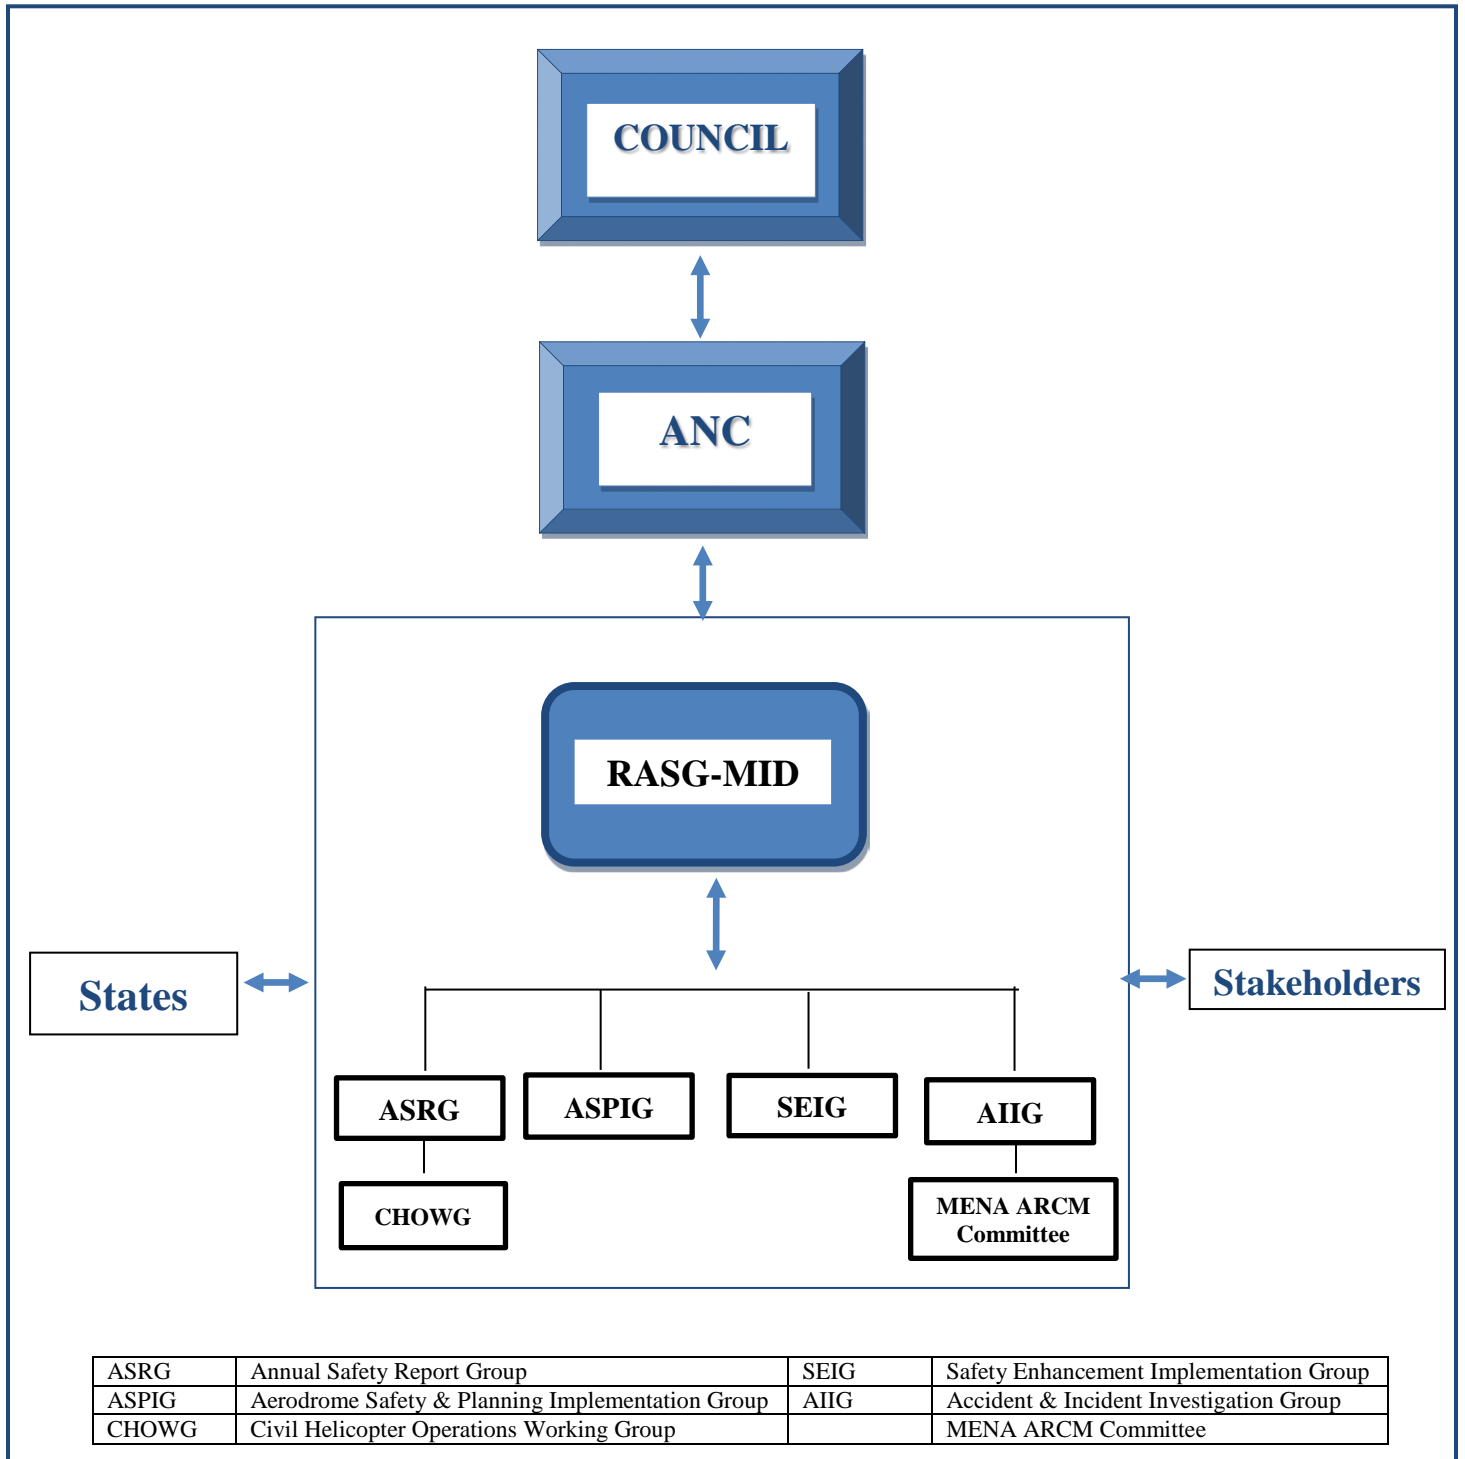 COUNCIL
ANC
RASG-MID
States
Stakeholders
ASRG
ASPIG
SEIG
AIIG
CHOWG
MENA ARCM
Committee
ASRG Annual Safety Report Group SEIG Safety Enhancement Implementation Group
ASPIG Aerodrome Safety & Planning Implementation Group AIIG Accident & Incident Investigation Group
CHOWG Civil Helicopter Operations Working Group MENA ARCM Committee